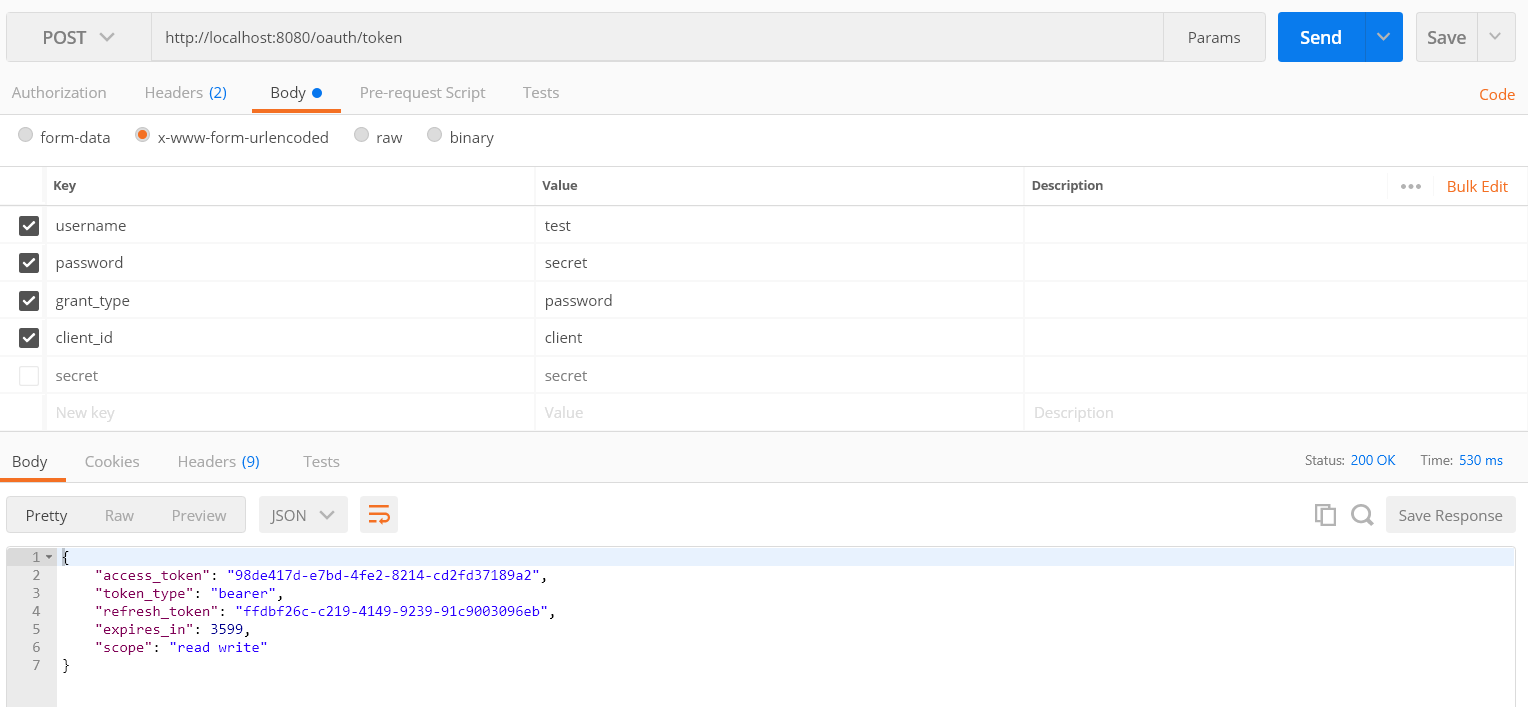 POST http://localhost:8080/oauth/token Params Send Save
Authorization Headers (2) Body Pre-request Script Tests Code
form-data x-www-form-urlencoded raw binary
Key Value Description ••• Bulk Edit
username test
password secret
grant_type password
client_id client
secret secret
New key Value Description
Body Cookies Headers (9) Tests Status: 200 OK Time: 530 ms
Pretty Raw Preview JSON Save Response
1 {
2 "access_token": "98de417d-e7bd-4fe2-8214-cd2fd37189a2",
3 "token_type": "bearer",
4 "refresh_token": "ffdbf26c-c219-4149-9239-91c9003096eb",
5 "expires_in": 3599,
6 "scope": "read write"
7 }